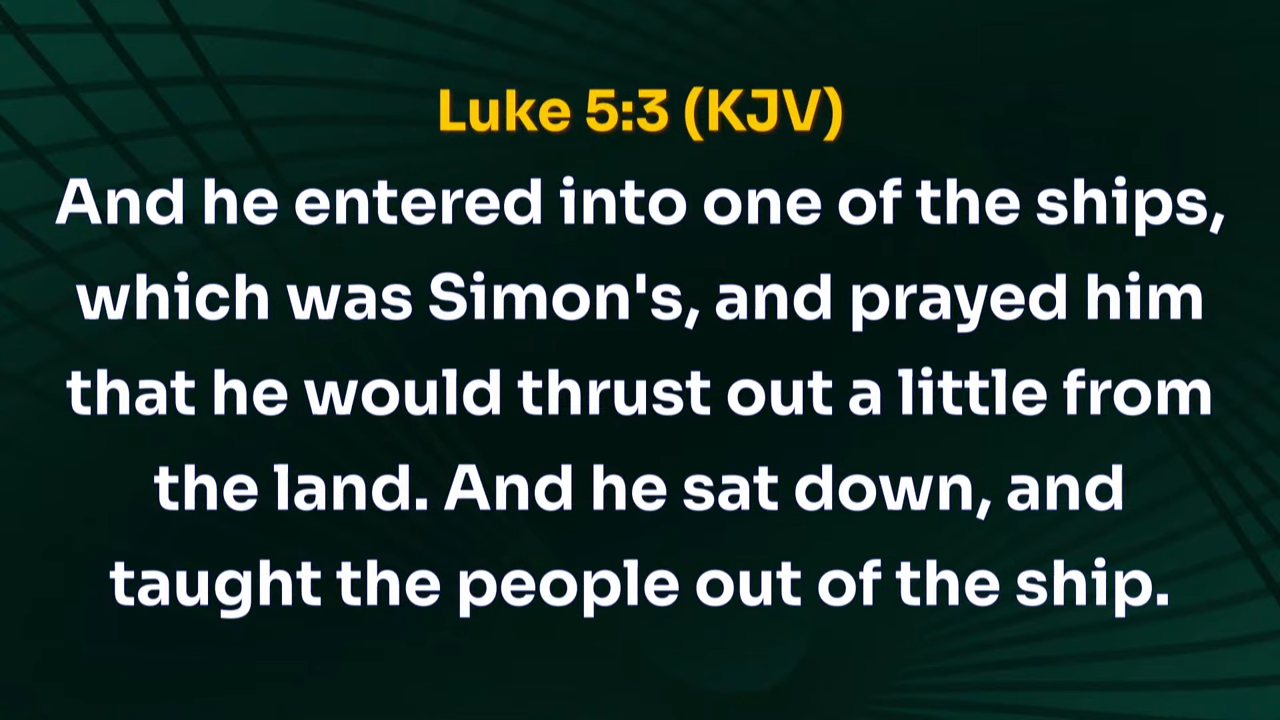 Luke 5:3 (KJV)
And he entered into one of the ships,
which was Simon's, and prayed him
that he would thrust out a little from
the land. And he sat down, and
taught the people out of the ship.